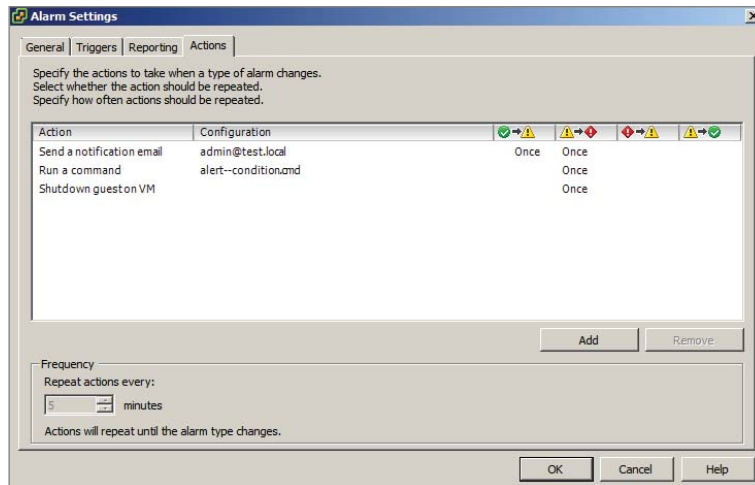 Alarm Settings
General Triggers Reporting Actions
Specify the actions to take when a type of alarm changes.
Select whether the action should be repeated.
Specify how often actions should be repeated.
Action Configuration
Send a notification email admin@test.local Once Once
Run a command alert--condition.cmd Once
Shutdown guest on VM Once
Add Remove
Frequency
Repeat actions every:
5 minutes
Actions will repeat until the alarm type changes.
OK Cancel Help